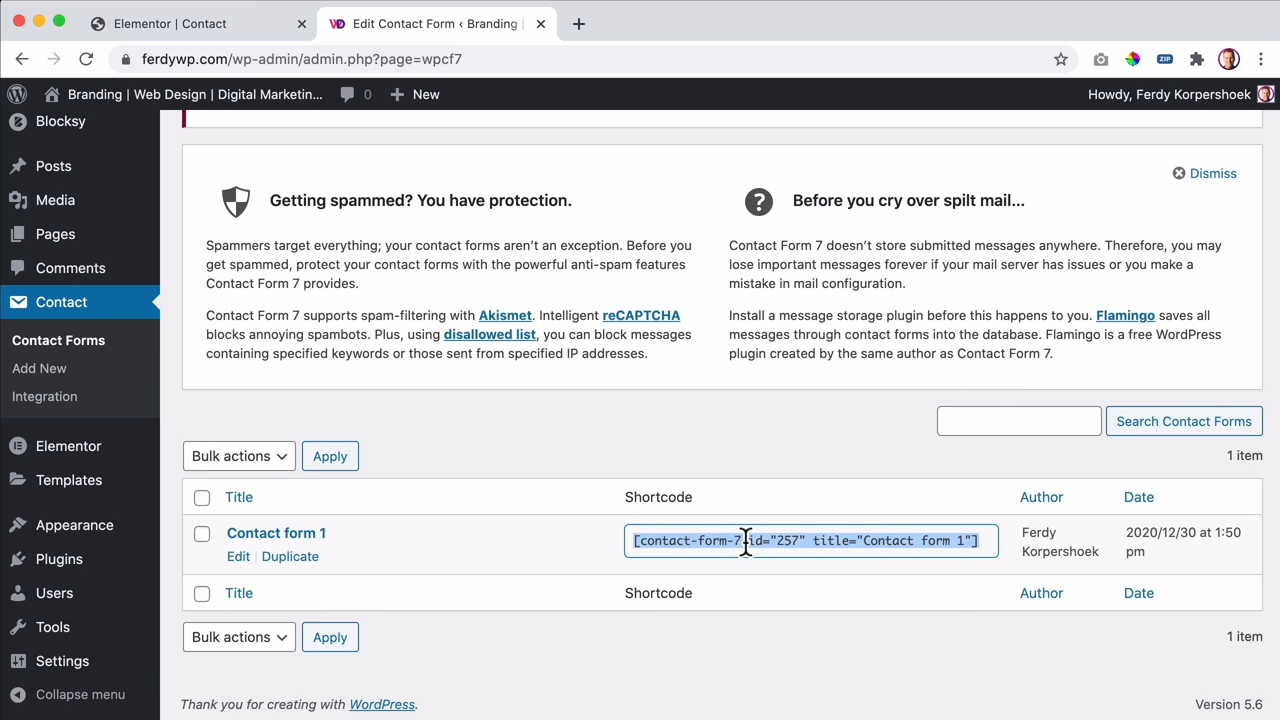 Elementor | Contact
Edit Contact Form ‹ Branding |
ferdywp.com/wp-admin/admin.php?page=wpcf7
ZIP
Branding | Web Design | Digital Marketin...
0
New
Howdy, Ferdy Korpershoek
Blocksy
Posts
Media
Pages
Comments
Contact
Contact Forms
Add New
Integration
Elementor
Templates
Appearance
Plugins
Users
Tools
Settings
Collapse menu
Dismiss
Getting spammed? You have protection.
Spammers target everything; your contact forms aren’t an exception. Before you
get spammed, protect your contact forms with the powerful anti-spam features
Contact Form 7 provides.
Contact Form 7 supports spam-filtering with Akismet. Intelligent reCAPTCHA
blocks annoying spambots. Plus, using disallowed list, you can block messages
containing specified keywords or those sent from specified IP addresses.
Before you cry over spilt mail...
Contact Form 7 doesn’t store submitted messages anywhere. Therefore, you may
lose important messages forever if your mail server has issues or you make a
mistake in mail configuration.
Install a message storage plugin before this happens to you. Flamingo saves all
messages through contact forms into the database. Flamingo is a free WordPress
plugin created by the same author as Contact Form 7.
Search Contact Forms
Bulk actions
Apply
1 item
Title
Shortcode
Author
Date
Contact form 1
Edit | Duplicate
[contact-form-7 id="257" title="Contact form 1"]
Ferdy
Korpershoek
2020/12/30 at 1:50
pm
Title
Shortcode
Author
Date
Bulk actions
Apply
1 item
Thank you for creating with WordPress.
Version 5.6